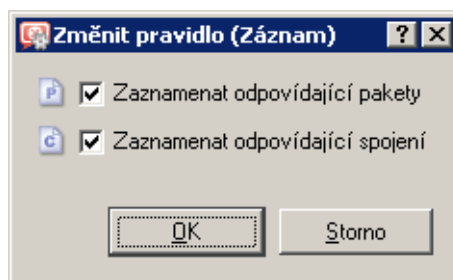 Změnit pravidlo (Záznam)
Zaznamenat odpovídající pakety
Zaznamenat odpovídající spojení
OK
Storno